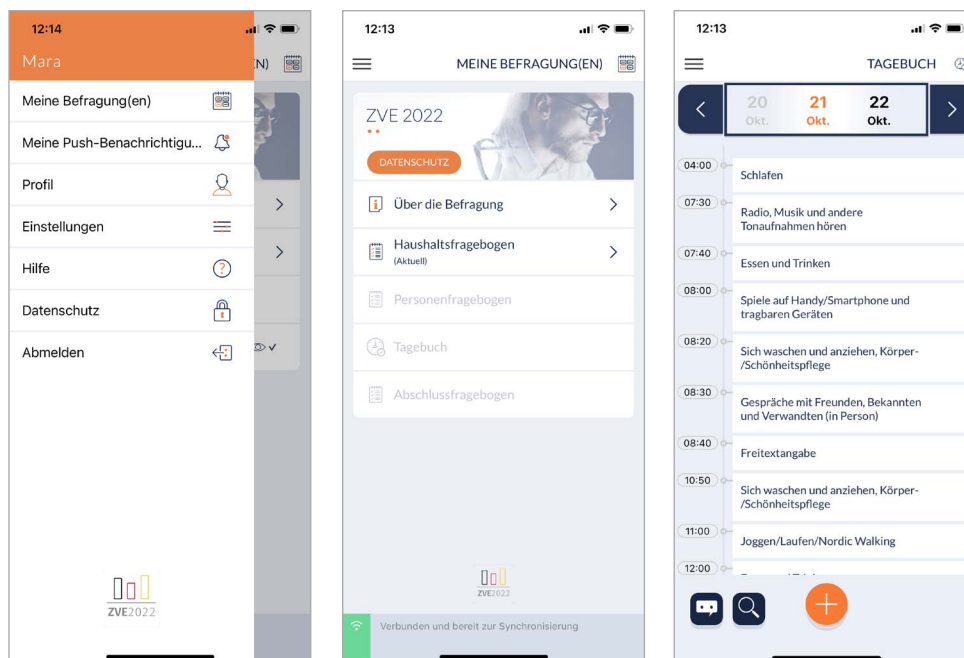 12:14
Mara
N)
Meine Befragung(en)
Meine Push-Benachrichtigu...
Profil
Einstellungen
Hilfe
Datenschutz
Abmelden
ZVE2022
12:13
MEINE BEFRAGUNG(EN)
ZVE 2022
DATENSCHUTZ
Über die Befragung
Haushaltsfragebogen
(Aktuell)
Personenfragebogen
Tagebuch
Abschlussfragebogen
ZVE2022
Verbunden und bereit zur Synchronisierung
12:13
TAGEBUCH
20 21 22
Okt. Okt. Okt.
04:00
Schlafen
07:30
Radio, Musik und andere
Tonaufnahmen hören
07:40
Essen und Trinken
08:00
Spiele auf Handy/Smartphone und
tragbaren Geräten
08:20
Sich waschen und anziehen, Körper-
/Schönheitspflege
08:30
Gespräche mit Freunden, Bekannten
und Verwandten (in Person)
08:40
Freitextangabe
10:50
Sich waschen und anziehen, Körper-
/Schönheitspflege
11:00
Joggen/Laufen/Nordic Walking
12:00